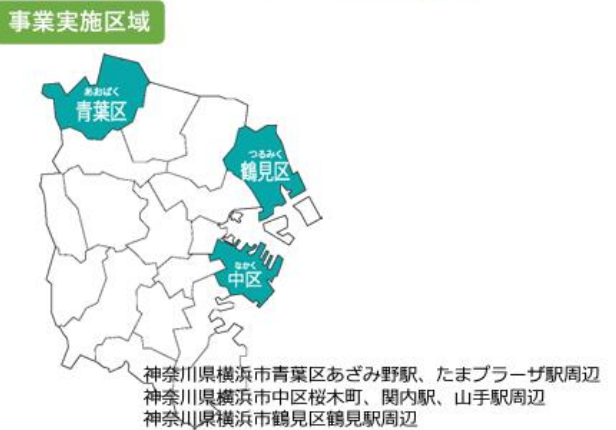 事業実施区域
あおばく
青葉区
つるみく
鶴見区
なかく
中区
神奈川県横浜市青葉区あざみ野駅、たまプラーザ駅周辺
神奈川県横浜市中区桜木町、関内駅、山手駅周辺
神奈川県横浜市鶴見区鶴見駅周辺